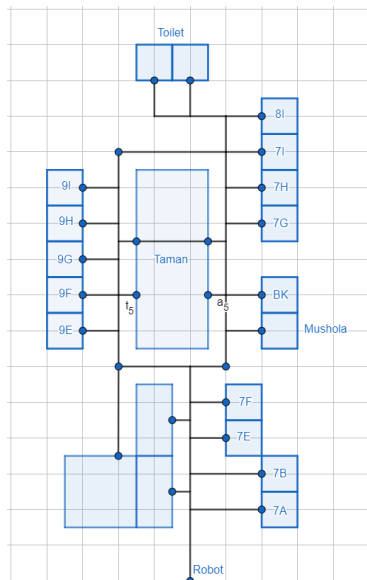 Toilet
8I
7I
9I
7H
9H
7G
9G
Taman
9F
BK
t5
a5
9E
Mushola
7F
7E
7B
7A
Robot